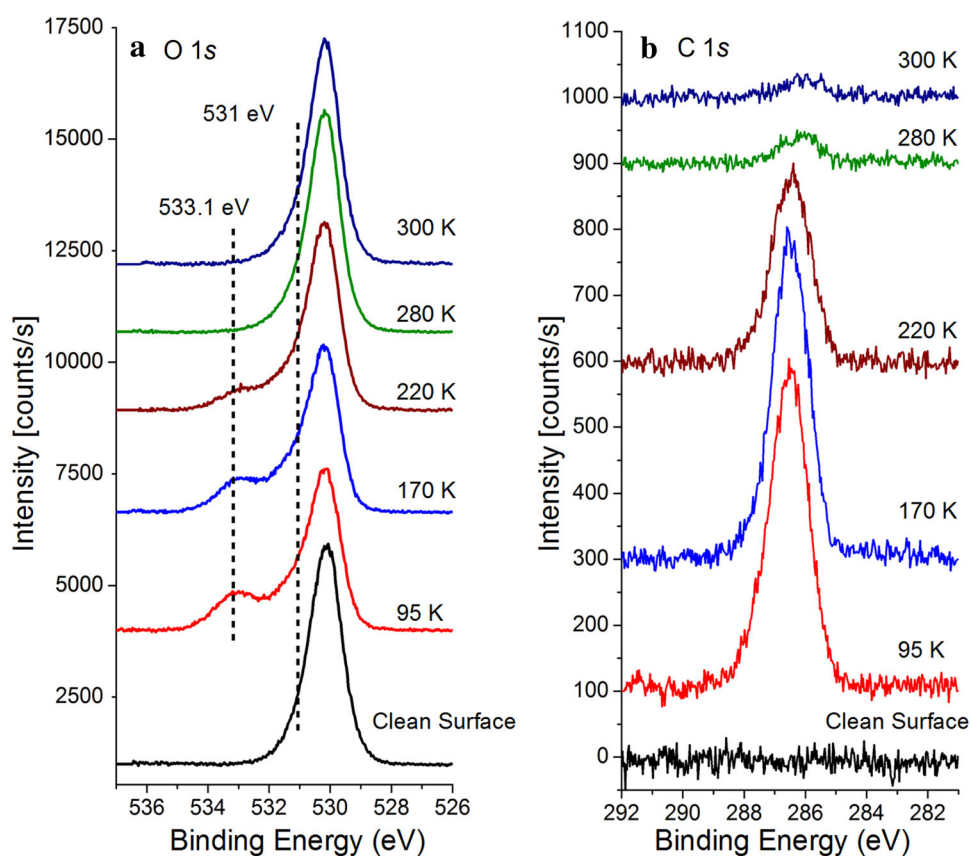 a O 1s
17500
15000
12500
10000
7500
5000
2500
Intensity [counts/s]
531 eV
533.1 eV
300 K
280 K
220 K
170 K
95 K
Clean Surface
536 534 532 530 528 526
Binding Energy (eV)
b C 1s
1100
1000
900
800
700
600
500
400
300
200
100
0
Intensity [counts/s]
300 K
280 K
220 K
170 K
95 K
Clean Surface
292 290 288 286 284 282
Binding Energy (eV)